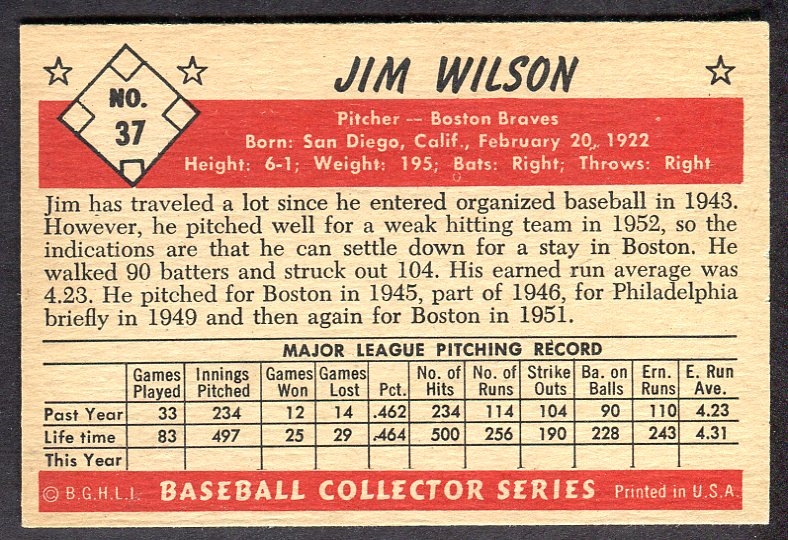 JIM WILSON
NO.
37
Pitcher -- Boston Braves
Born: San Diego, Calif., February 20, 1922
Height: 6-1; Weight: 195; Bats: Right; Throws: Right
Jim has traveled a lot since he entered organized baseball in 1943.
However, he pitched well for a weak hitting team in 1952, so the
indications are that he can settle down for a stay in Boston. He
walked 90 batters and struck out 104. His earned run average was
4.23. He pitched for Boston in 1945, part of 1946, for Philadelphia
briefly in 1949 and then again for Boston in 1951.
MAJOR LEAGUE PITCHING RECORD
Games Innings Games Games No. of No. of Strike Ba. on Ern. E. Run
Played Pitched Won Lost Pct. Hits Runs Outs Balls Runs Ave.
Past Year 33 234 12 14 .462 234 114 104 90 110 4.23
Life time 83 497 25 29 .464 500 256 190 228 243 4.31
This Year
© B.G.H.L.I. BASEBALL COLLECTOR SERIES Printed in U.S.A.